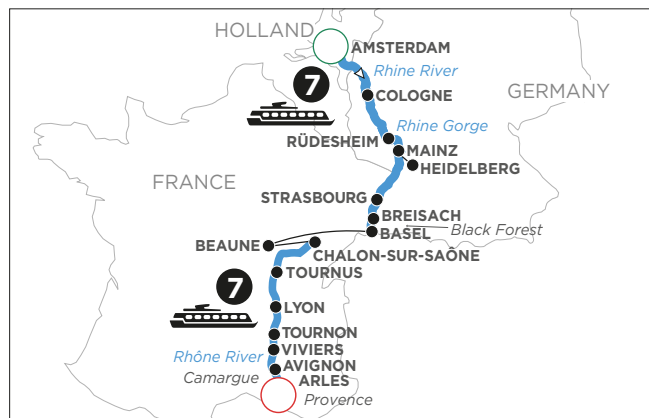 HOLLAND
AMSTERDAM
Rhine River
7
COLOGNE
GERMANY
Rhine Gorge
RÜDESHEIM
MAINZ
HEIDELBERG
FRANCE
STRASBOURG
BREISACH
Black Forest
BASEL
BEAUNE
CHALON-SUR-SAÔNE
TOURNUS
7
LYON
TOURNON
VIVIERS
Rhône River
AVIGNON
Camargue
ARLES
Provence